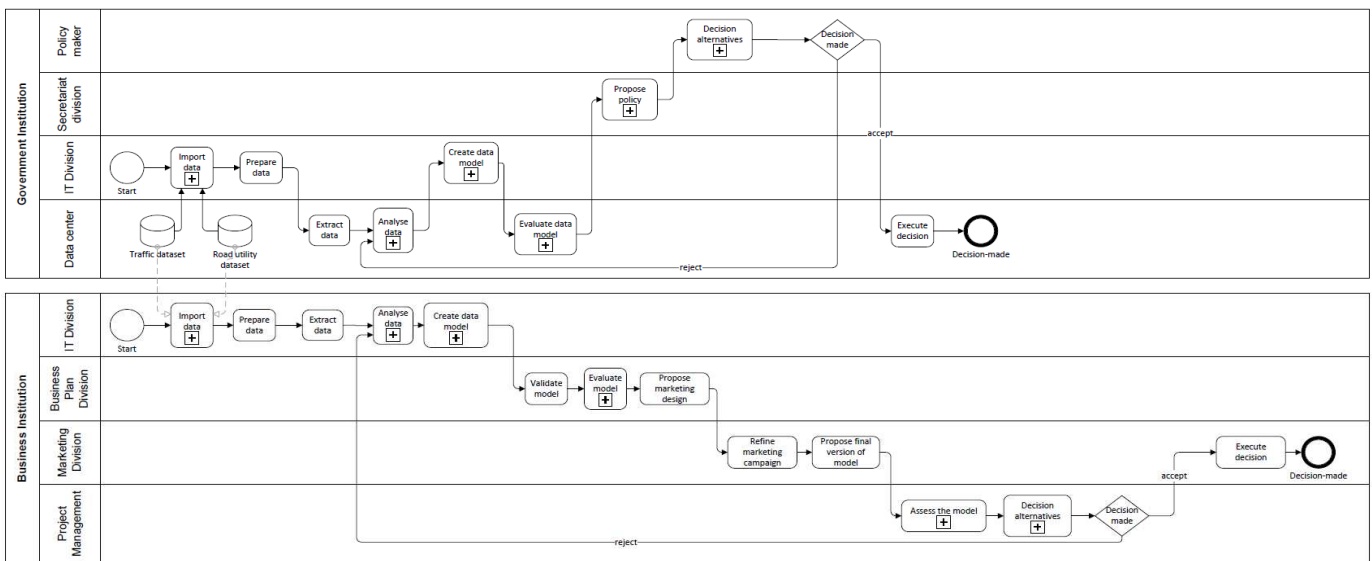 Government Institution
Policy
maker
Decision
alternatives
Decision
made
Secretariat
division
Propose
policy
accept
IT Division
Start
Import
data
Prepare
data
Create data
model
Data center
Traffic dataset
Road utility
dataset
Extract
data
Analyse
data
Evaluate data
model
reject
Execute
decision
Decision-made
Business Institution
IT Division
Start
Import
data
Prepare
data
Extract
data
Analyse
data
Create data
model
Business
Plan
Division
Validate
model
Evaluate
model
Propose
marketing
design
Marketing
Division
Refine
marketing
campaign
Propose final
version of
model
Execute
decision
Decision-made
accept
Project
Management
Assess the model
Decision
alternatives
Decision
made
reject